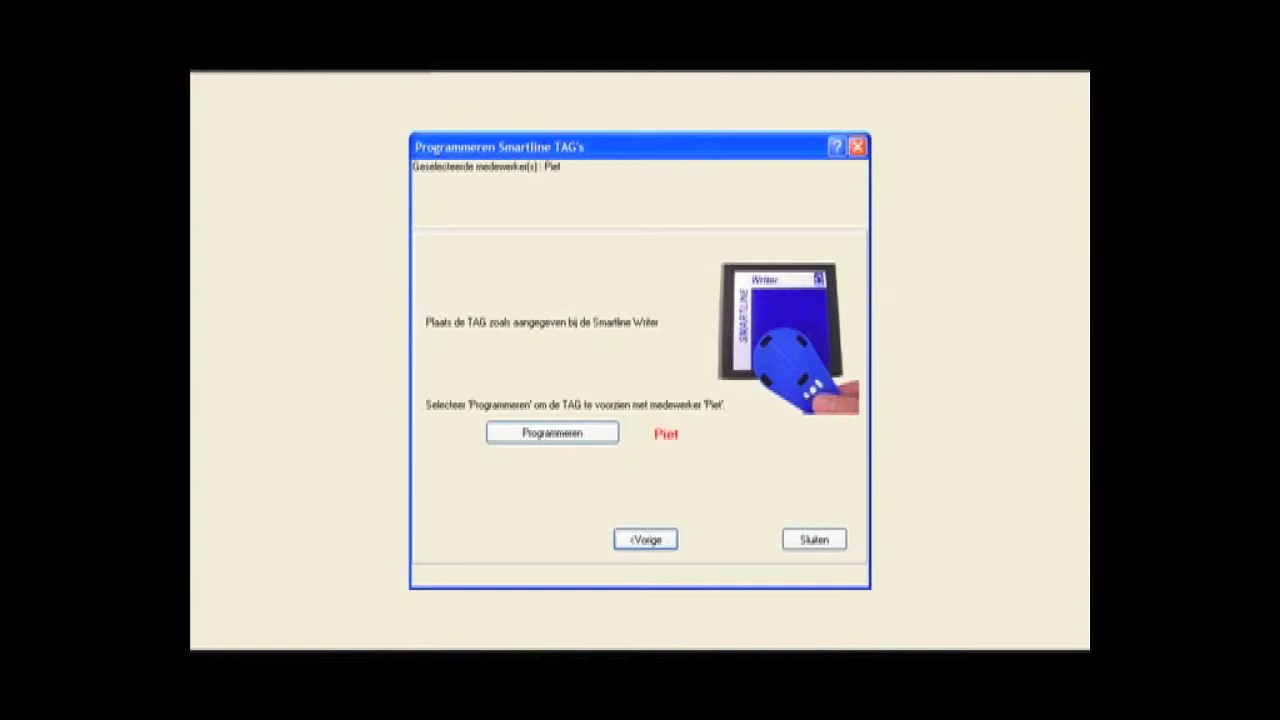 Programmeren Smartline TAG's
Geselecteerde medewerker(s) : Piet
Writer
SMARTLINE
Plaats de TAG zoals aangegeven bij de Smartline Writer
Selecteer 'Programmeren' om de TAG te voorzien met medewerker 'Piet'.
Programmeren
Piet
<Vorige
Sluiten